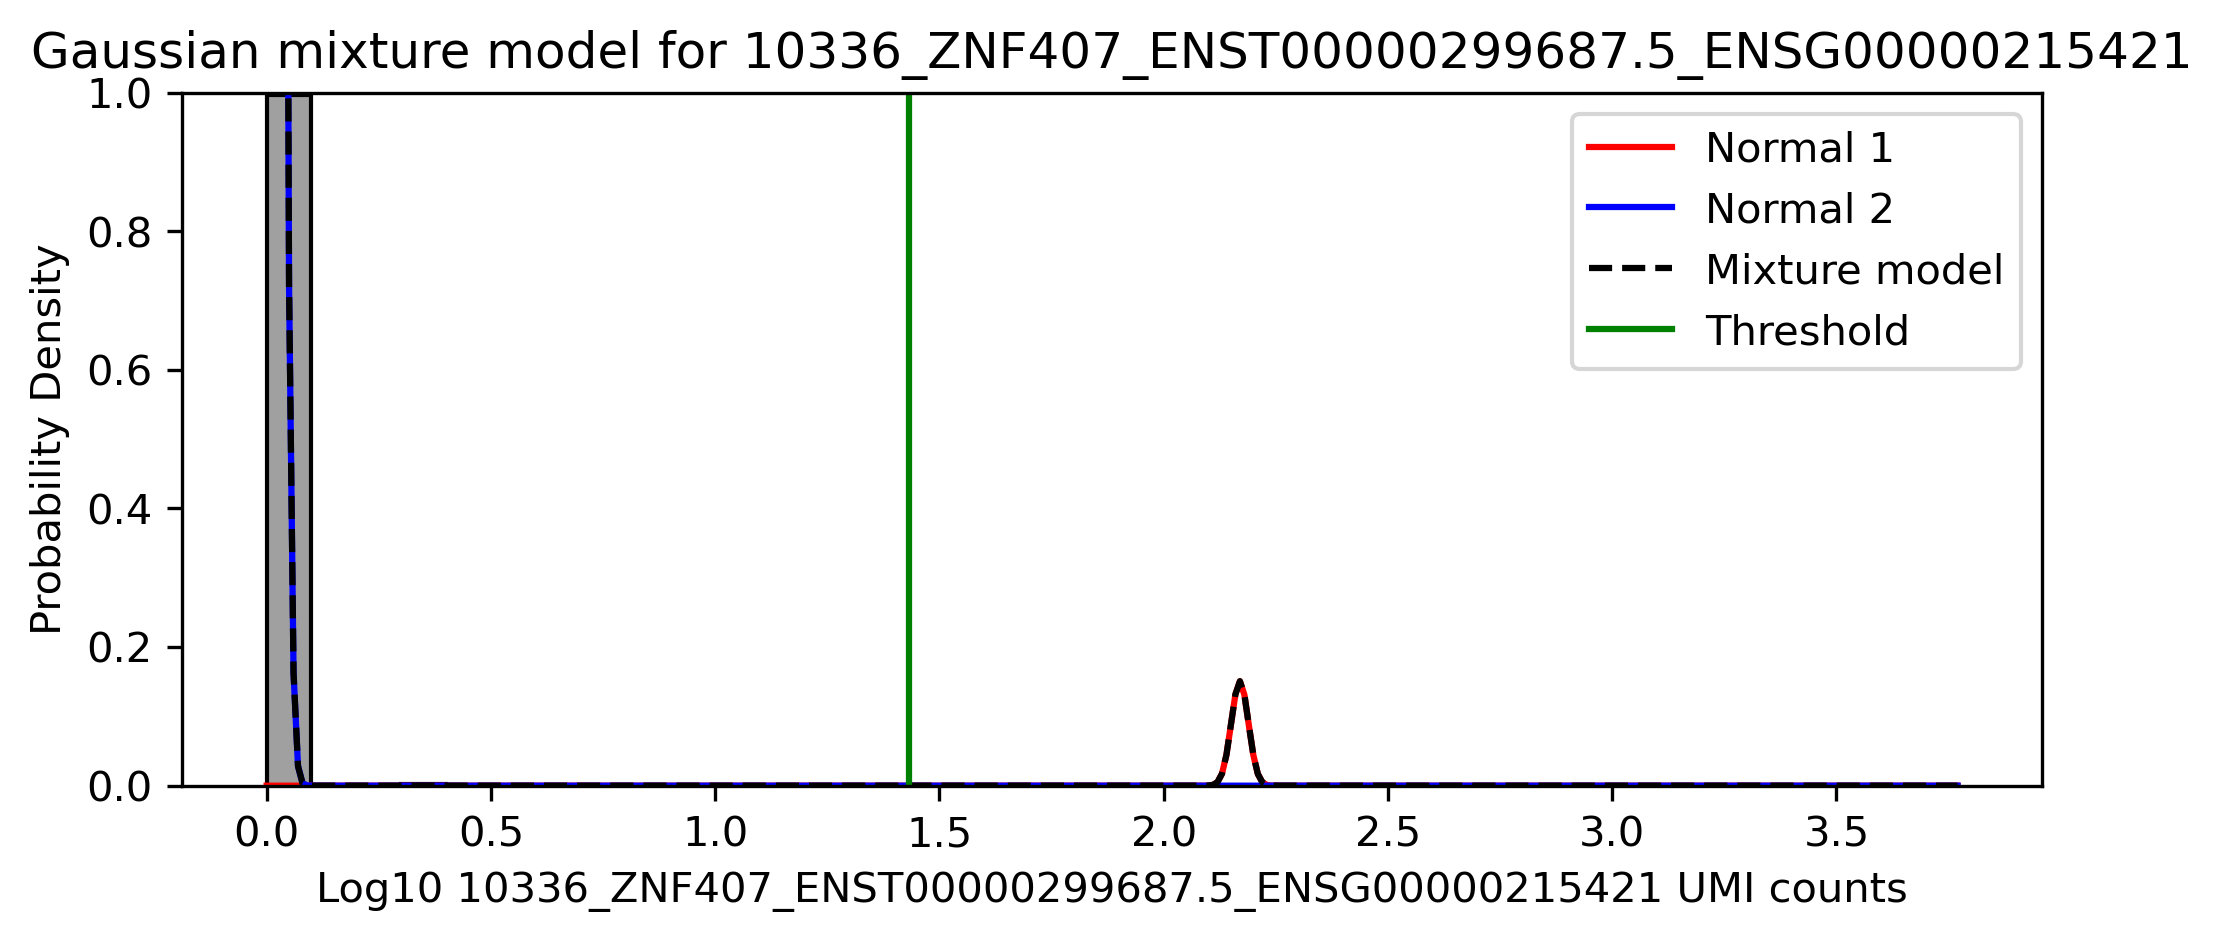 Gaussian mixture model for 10336_ZNF407_ENST00000299687.5_ENSG00000215421
1.0
0.8
0.6
0.4
0.2
0.0
Probability Density
Normal 1
Normal 2
Mixture model
Threshold
0.0 0.5 1.0 1.5 2.0 2.5 3.0 3.5
Log10 10336_ZNF407_ENST00000299687.5_ENSG00000215421 UMI counts